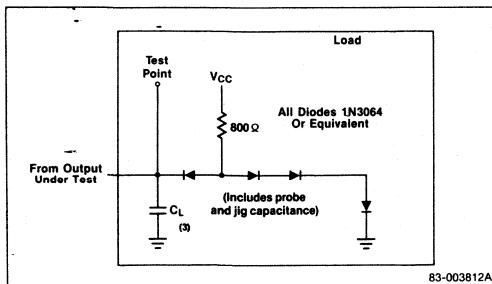 Load
Test
Point
VCC
All Diodes 1N3064
Or Equivalent
800 Ω
From Output
Under Test
(Includes probe
and jig capacitance)
CL
(3)
83-003812A